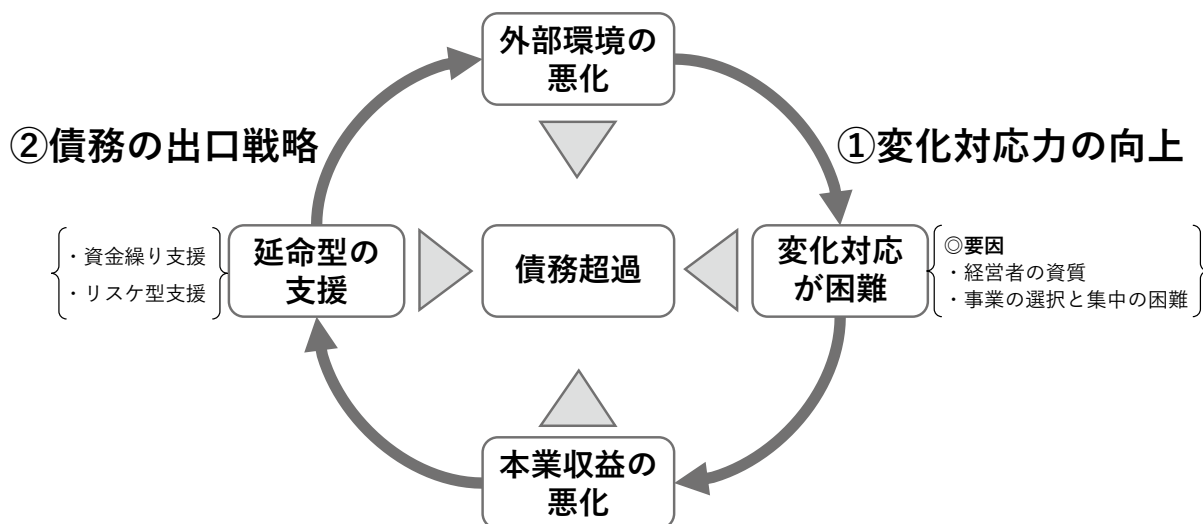 外部環境の
悪化
②債務の出口戦略
①変化対応力の向上
・資金繰り支援
・リスケ型支援
延命型の
支援
債務超過
変化対応
が困難
◎要因
・経営者の資質
・事業の選択と集中の困難
本業収益の
悪化